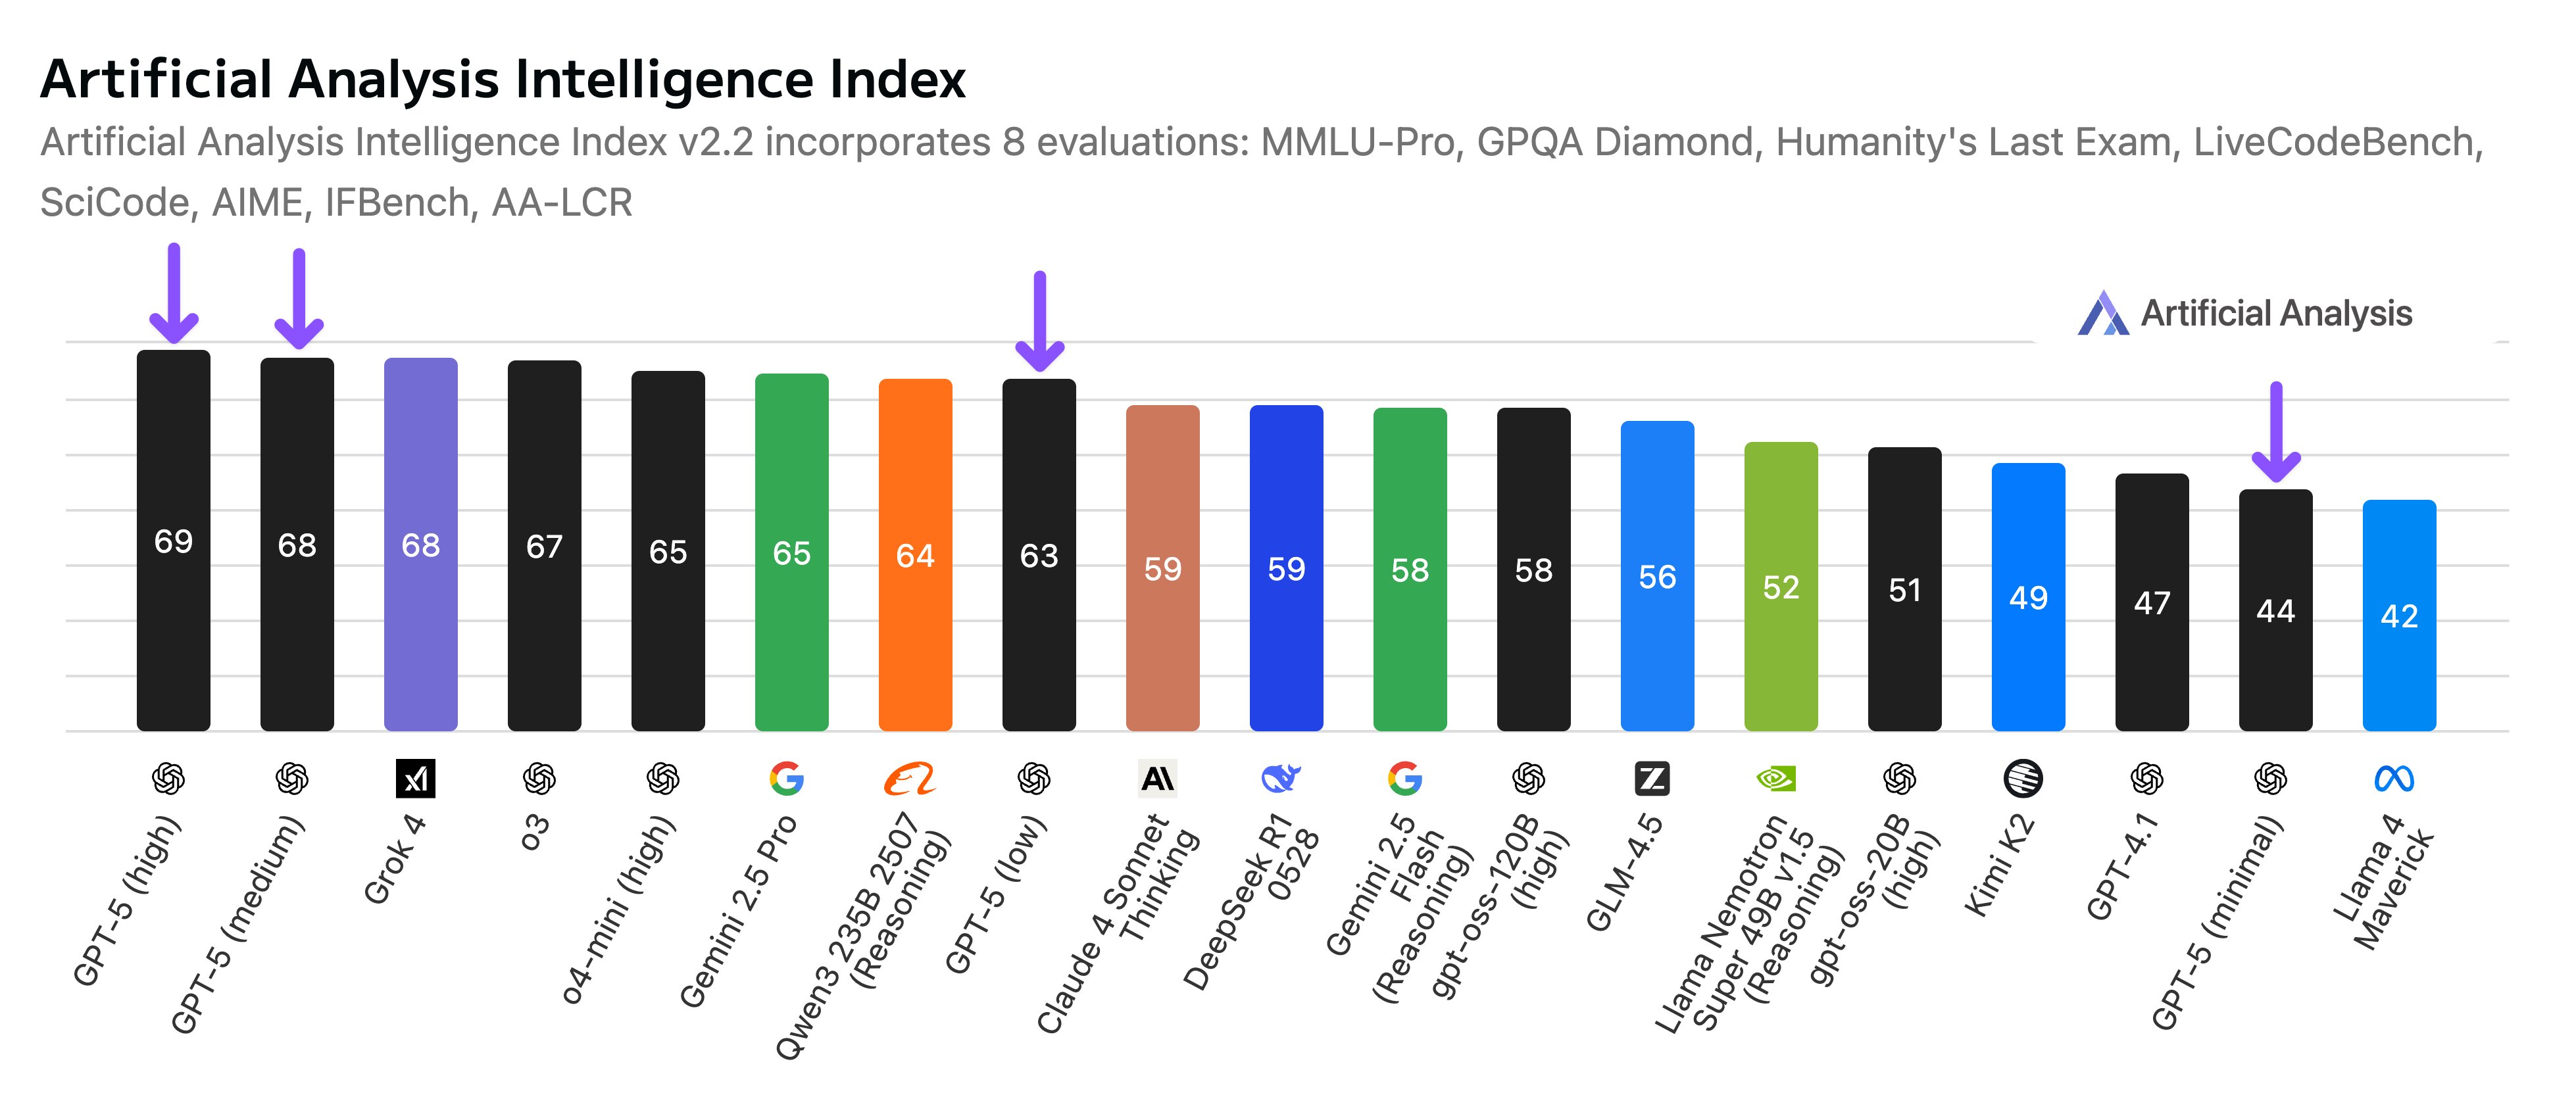 Artificial Analysis Intelligence Index
Artificial Analysis Intelligence Index v2.2 incorporates 8 evaluations: MMLU-Pro, GPQA Diamond, Humanity's Last Exam, LiveCodeBench,
SciCode, AIME, IFBench, AA-LCR
Artificial Analysis
69
68
68
67
65
65
64
63
59
59
58
58
56
52
51
49
47
44
42
xI
G
A\
G
Z
GPT-5 (high)
GPT-5 (medium)
Grok 4
o3
o4-mini (high)
Gemini 2.5 Pro
Qwen3 235B 2507
(Reasoning)
GPT-5 (low)
Claude 4 Sonnet
Thinking
DeepSeek R1
0528
Gemini 2.5
Flash
(Reasoning)
gpt-oss-120B
(high)
GLM-4.5
Llama Nemotron
Super 49B v1.5
(Reasoning)
gpt-oss-20B
(high)
Kimi K2
GPT-4.1
GPT-5 (minimal)
Llama 4
Maverick